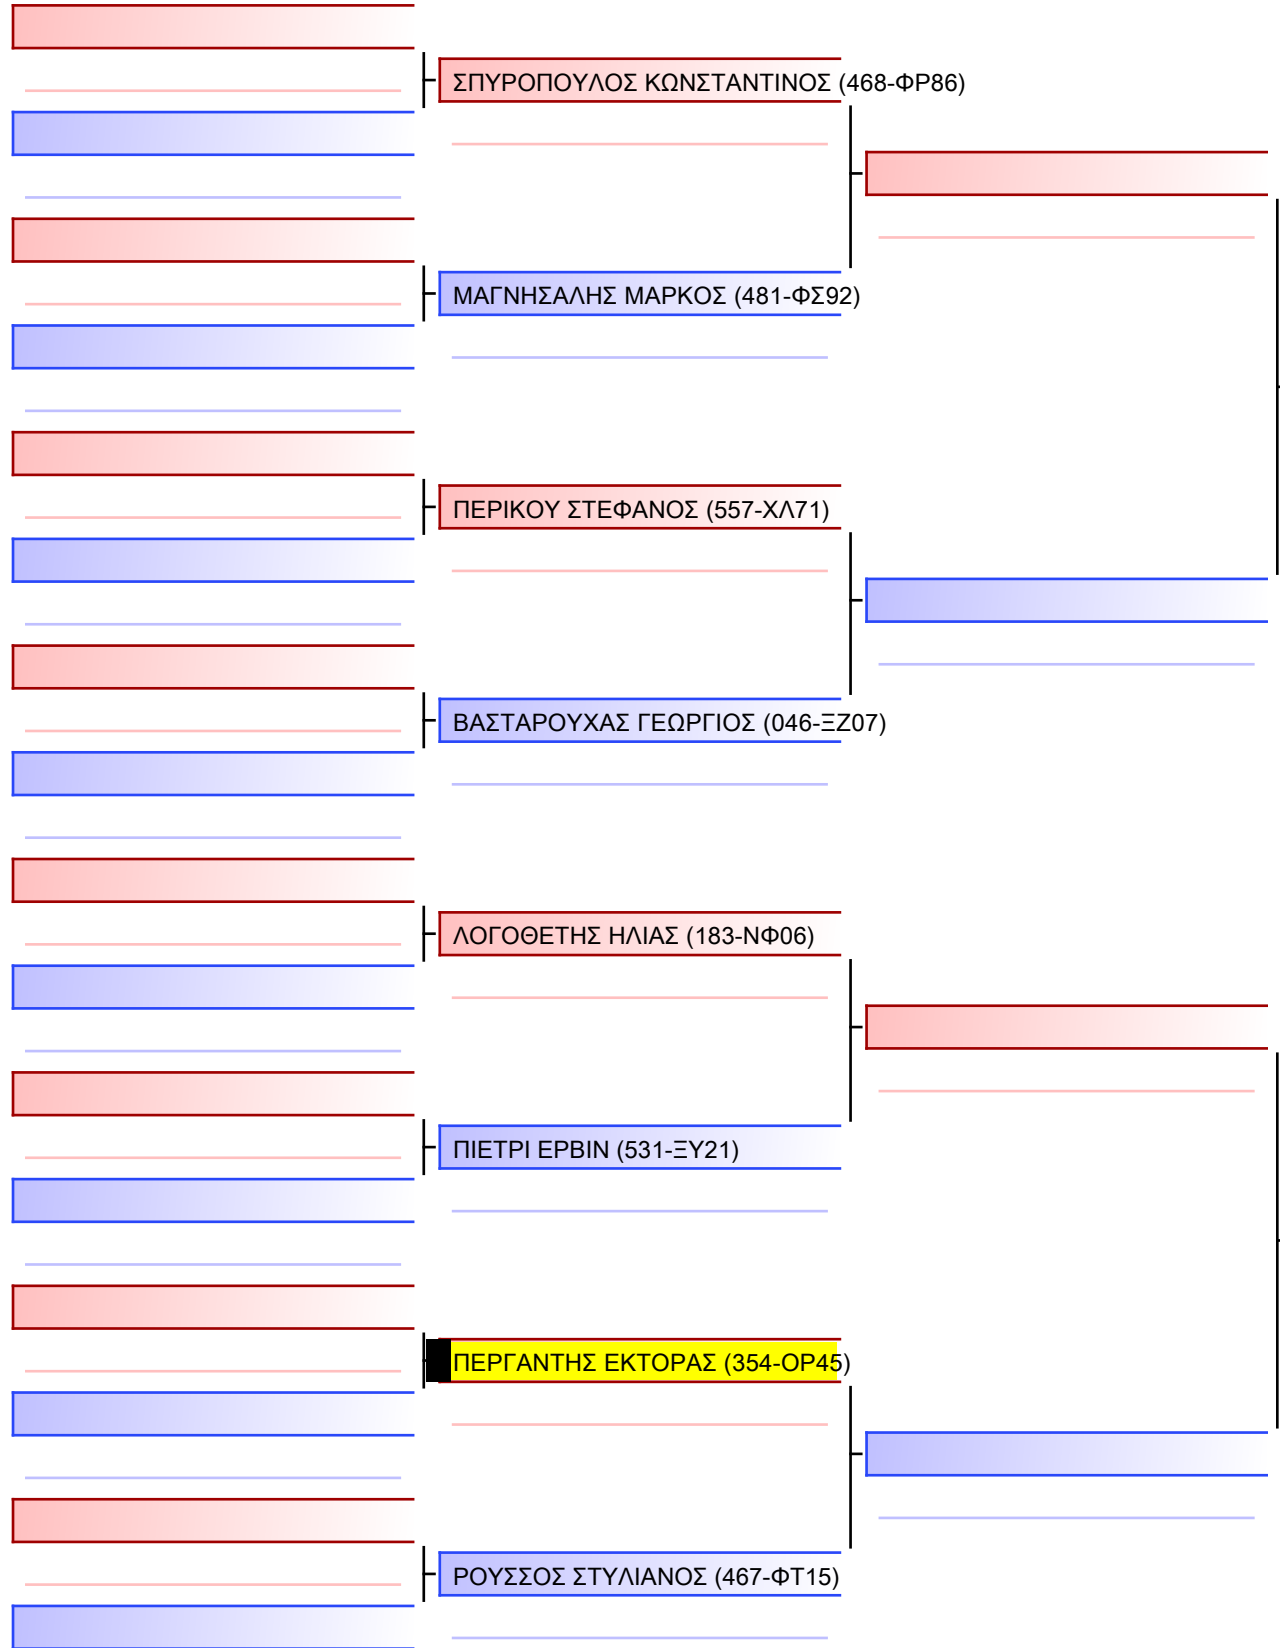 ΣΠΥΡΟΠΟΥΛΟΣ ΚΩΝΣΤΑΝΤΙΝΟΣ (468-ΦΡ86)
ΜΑΓΝΗΣΑΛΗΣ ΜΑΡΚΟΣ (481-ΦΣ92)
ΠΕΡΙΚΟΥ ΣΤΕΦΑΝΟΣ (557-ΧΛ71)
ΒΑΣΤΑΡΟΥΧΑΣ ΓΕΩΡΓΙΟΣ (046-ΞΖ07)
ΛΟΓΟΘΕΤΗΣ ΗΛΙΑΣ (183-ΝΦ06)
ΠΙΕΤΡΙ ΕΡΒΙΝ (531-ΞΥ21)
ΠΕΡΓΑΝΤΗΣ ΕΚΤΟΡΑΣ (354-ΟΡ45)
ΡΟΥΣΣΟΣ ΣΤΥΛΙΑΝΟΣ (467-ΦΤ15)